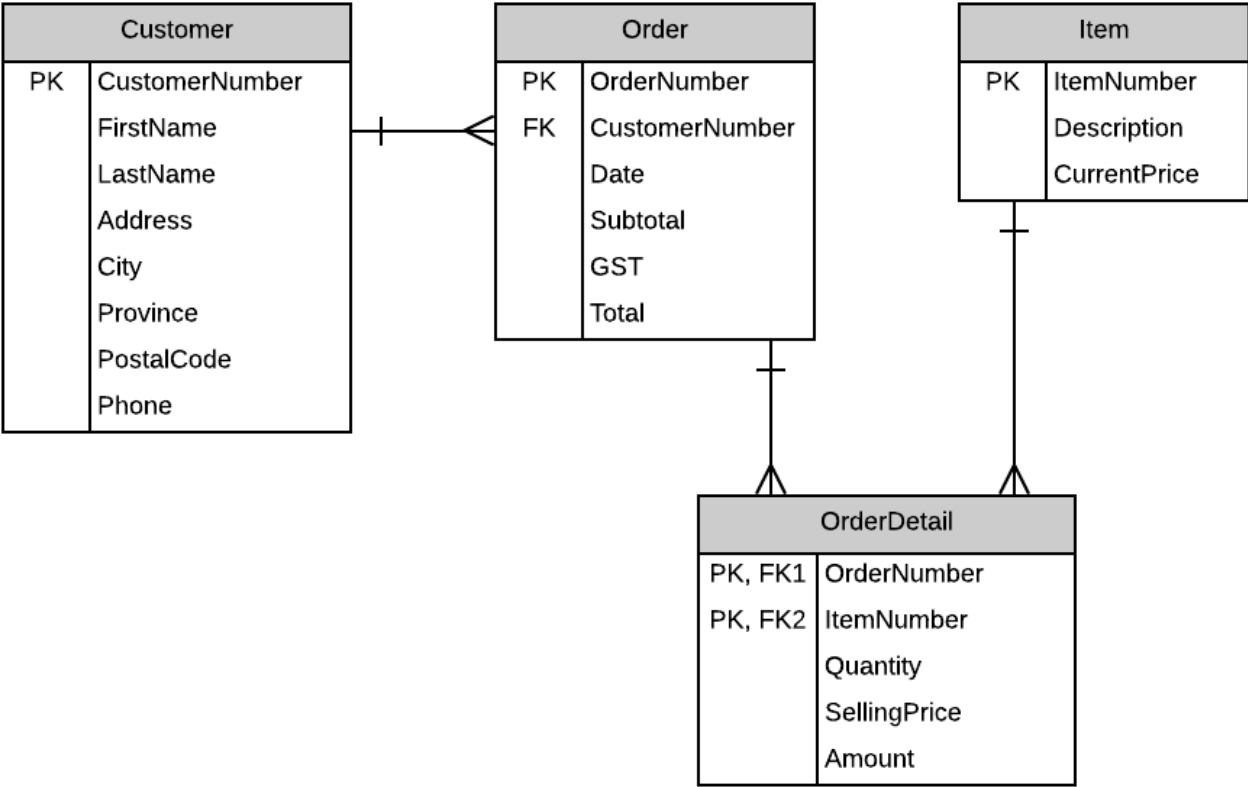 Customer
PK CustomerNumber
FirstName
LastName
Address
City
Province
PostalCode
Phone
Order
PK OrderNumber
FK CustomerNumber
Date
Subtotal
GST
Total
Item
PK ItemNumber
Description
CurrentPrice
OrderDetail
PK, FK1 OrderNumber
PK, FK2 ItemNumber
Quantity
SellingPrice
Amount